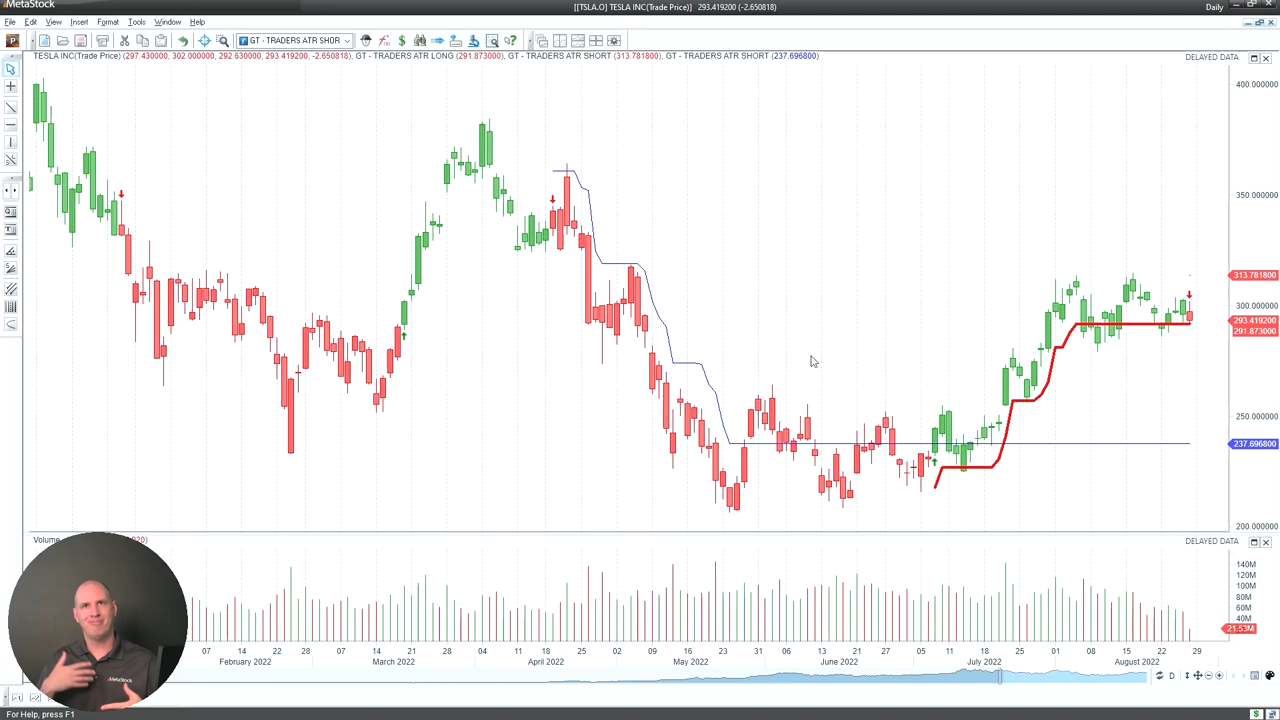 MetaStock
[[TSLA.O] TESLA INC(Trade Price)] 293.419200 (-2.650818)
Daily
File Edit View Insert Format Tools Window Help
GT - TRADERS ATR SHOR
TESLA INC(Trade Price) (297.430000, 302.000000, 292.630000, 293.419200, -2.650818), GT - TRADERS ATR LONG (291.873000), GT - TRADERS ATR SHORT (313.781800), GT - TRADERS ATR SHORT (237.696800)
DELAYED DATA
400.000000
350.000000
313.781800
300.000000
293.419200
291.873000
250.000000
237.696800
200.000000
Volume
DELAYED DATA
140M
120M
100M
80M
60M
40M
21.53M
07 14 22 28 07 14 21 28 04 11 18 25 02 09 16 23 31 06 13 21 27 05 11 18 25 01 08 15 22 29
February 2022 March 2022 April 2022 May 2022 June 2022 July 2022 August 2022
D
MetaStock
For Help, press F1